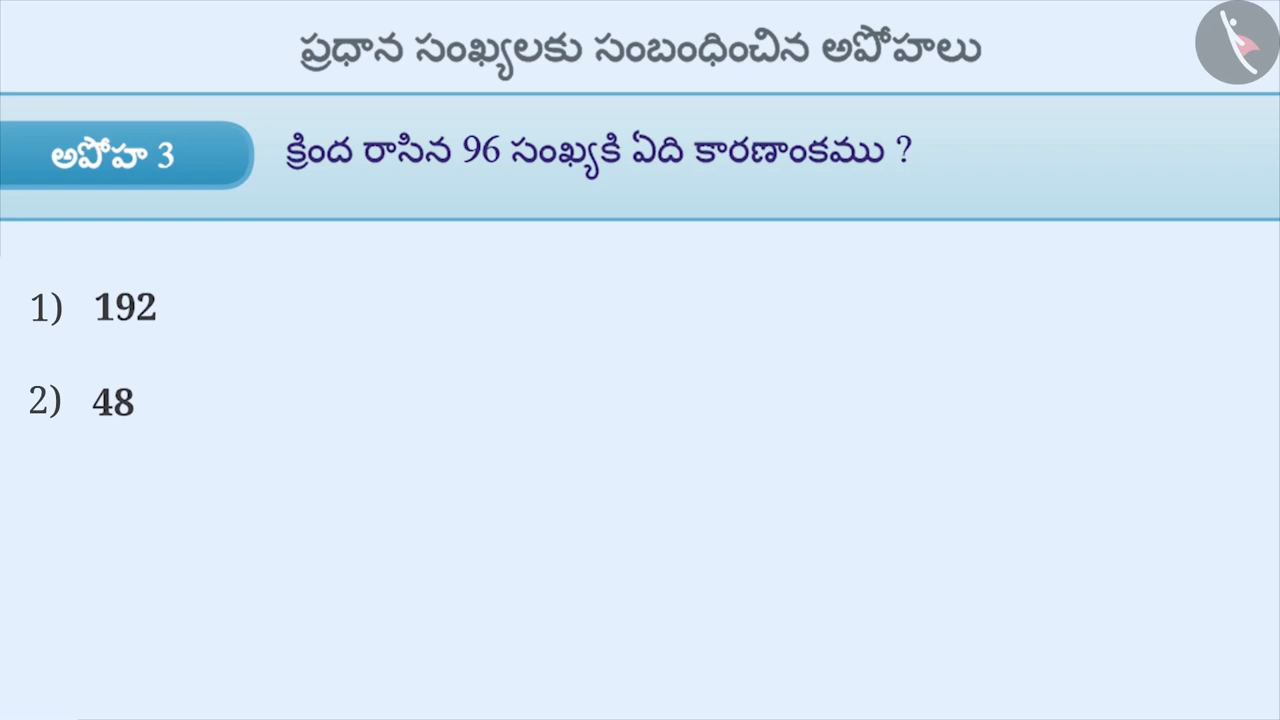 ప్రధాన సంఖ్యలకు సంబంధించిన అపోహలు
అపోహ 3
క్రింద రాసిన 96 సంఖ్యకి ఏది కారణాంకము ?
1) 192
2) 48